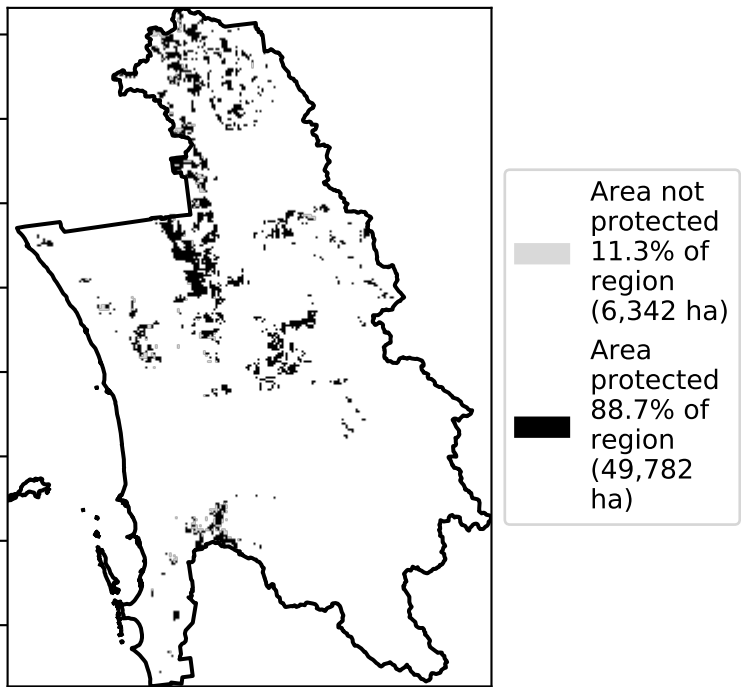 Area not
protected
11.3% of
region
(6,342 ha)
Area
protected
88.7% of
region
(49,782
ha)